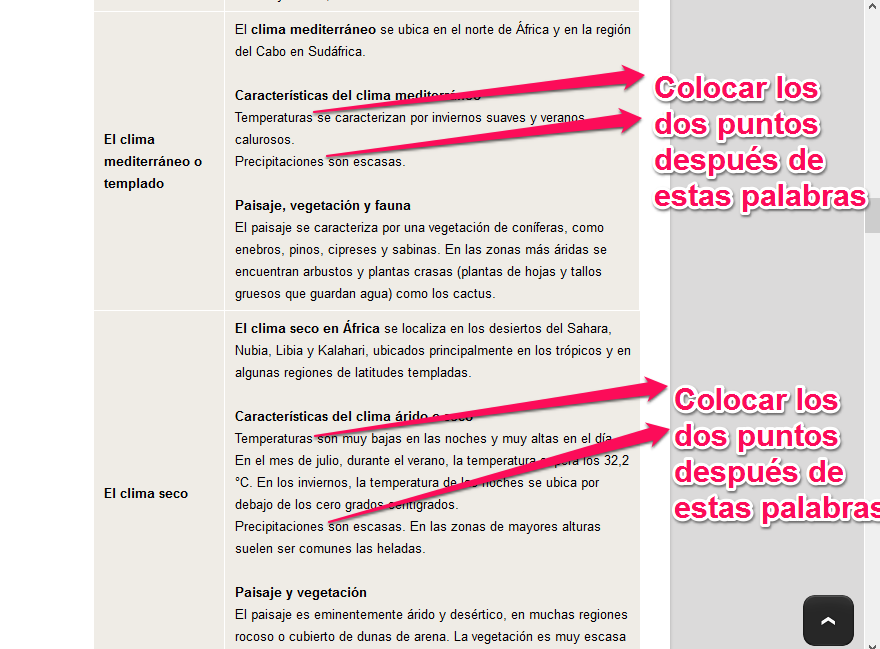 El clima mediterráneo se ubica en el norte de África y en la región
del Cabo en Sudáfrica.
Características del clima mediterráneo
Temperaturas se caracterizan por inviernos suaves y veranos
calurosos.
Precipitaciones son escasas.
El clima
mediterráneo o
templado
Paisaje, vegetación y fauna
El paisaje se caracteriza por una vegetación de coníferas, como
enebros, pinos, cipreses y sabinas. En las zonas más áridas se
encuentran arbustos y plantas crasas (plantas de hojas y tallos
gruesos que guardan agua) como los cactus.
Colocar los
dos puntos
después de
estas palabras
El clima seco en África se localiza en los desiertos del Sahara,
Nubia, Libia y Kalahari, ubicados principalmente en los trópicos y en
algunas regiones de latitudes templadas.
Características del clima árido o seco
Temperaturas son muy bajas en las noches y muy altas en el día.
En el mes de julio, durante el verano, la temperatura supera los 32,2
°C. En los inviernos, la temperatura de las noches se ubica por
debajo de los cero grados centigrados.
Precipitaciones son escasas. En las zonas de mayores alturas
suelen ser comunes las heladas.
El clima seco
Paisaje y vegetación
El paisaje es eminentemente árido y desértico, en muchas regiones
rocoso o cubierto de dunas de arena. La vegetación es muy escasa
Colocar los
dos puntos
después de
estas palabras